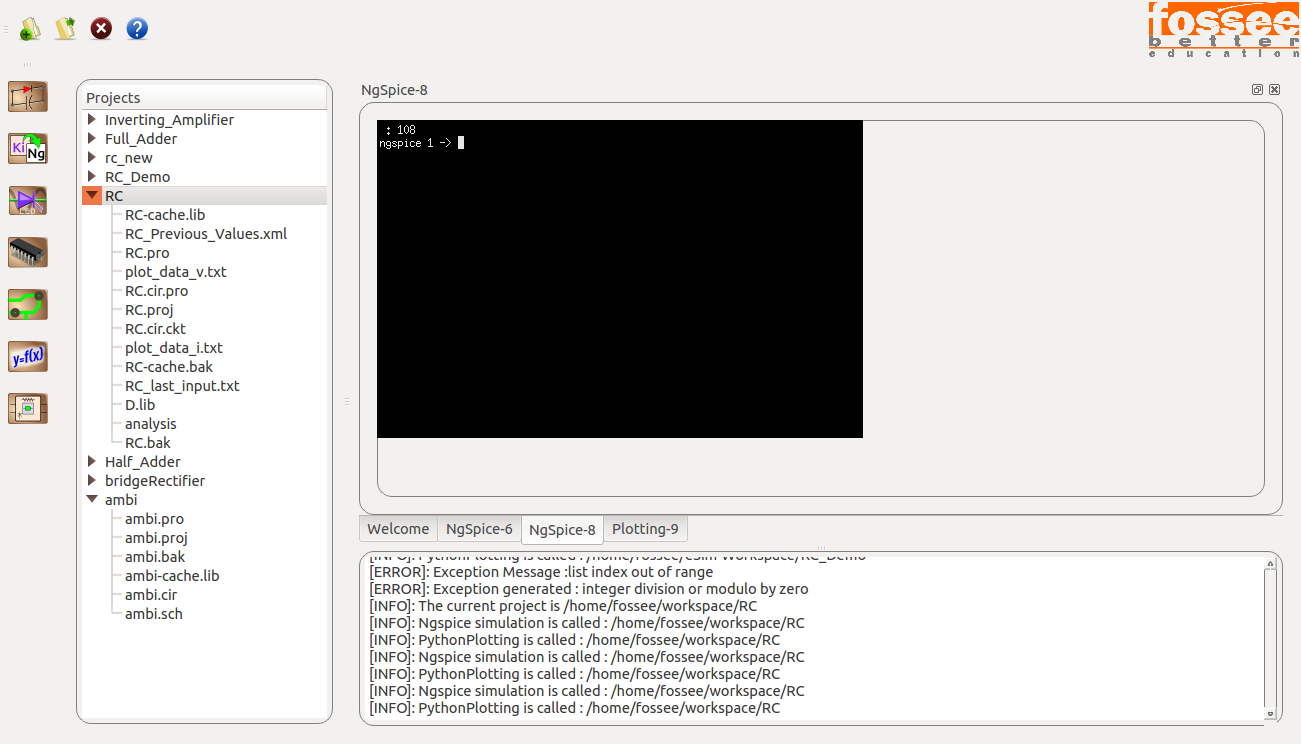 fossee
better
education
Projects
Inverting_Amplifier
Full_Adder
rc_new
RC_Demo
RC
RC-cache.lib
RC_Previous_Values.xml
RC.pro
plot_data_v.txt
RC.cir.pro
RC.proj
RC.cir.ckt
plot_data_i.txt
RC-cache.bak
RC_last_input.txt
D.lib
analysis
RC.bak
Half_Adder
bridgeRectifier
ambi
ambi.pro
ambi.proj
ambi.bak
ambi-cache.lib
ambi.cir
ambi.sch
Ki Ng
LED
y=f(x)
NgSpice-8
: 108
ngspice 1 ->
Welcome NgSpice-6 NgSpice-8 Plotting-9
[INFO]: PythonPlotting is called : /home/fossee/eSim-Workspace/RC_Demo
[ERROR]: Exception Message :list index out of range
[ERROR]: Exception generated : integer division or modulo by zero
[INFO]: The current project is /home/fossee/workspace/RC
[INFO]: Ngspice simulation is called : /home/fossee/workspace/RC
[INFO]: PythonPlotting is called : /home/fossee/workspace/RC
[INFO]: Ngspice simulation is called : /home/fossee/workspace/RC
[INFO]: PythonPlotting is called : /home/fossee/workspace/RC
[INFO]: Ngspice simulation is called : /home/fossee/workspace/RC
[INFO]: PythonPlotting is called : /home/fossee/workspace/RC